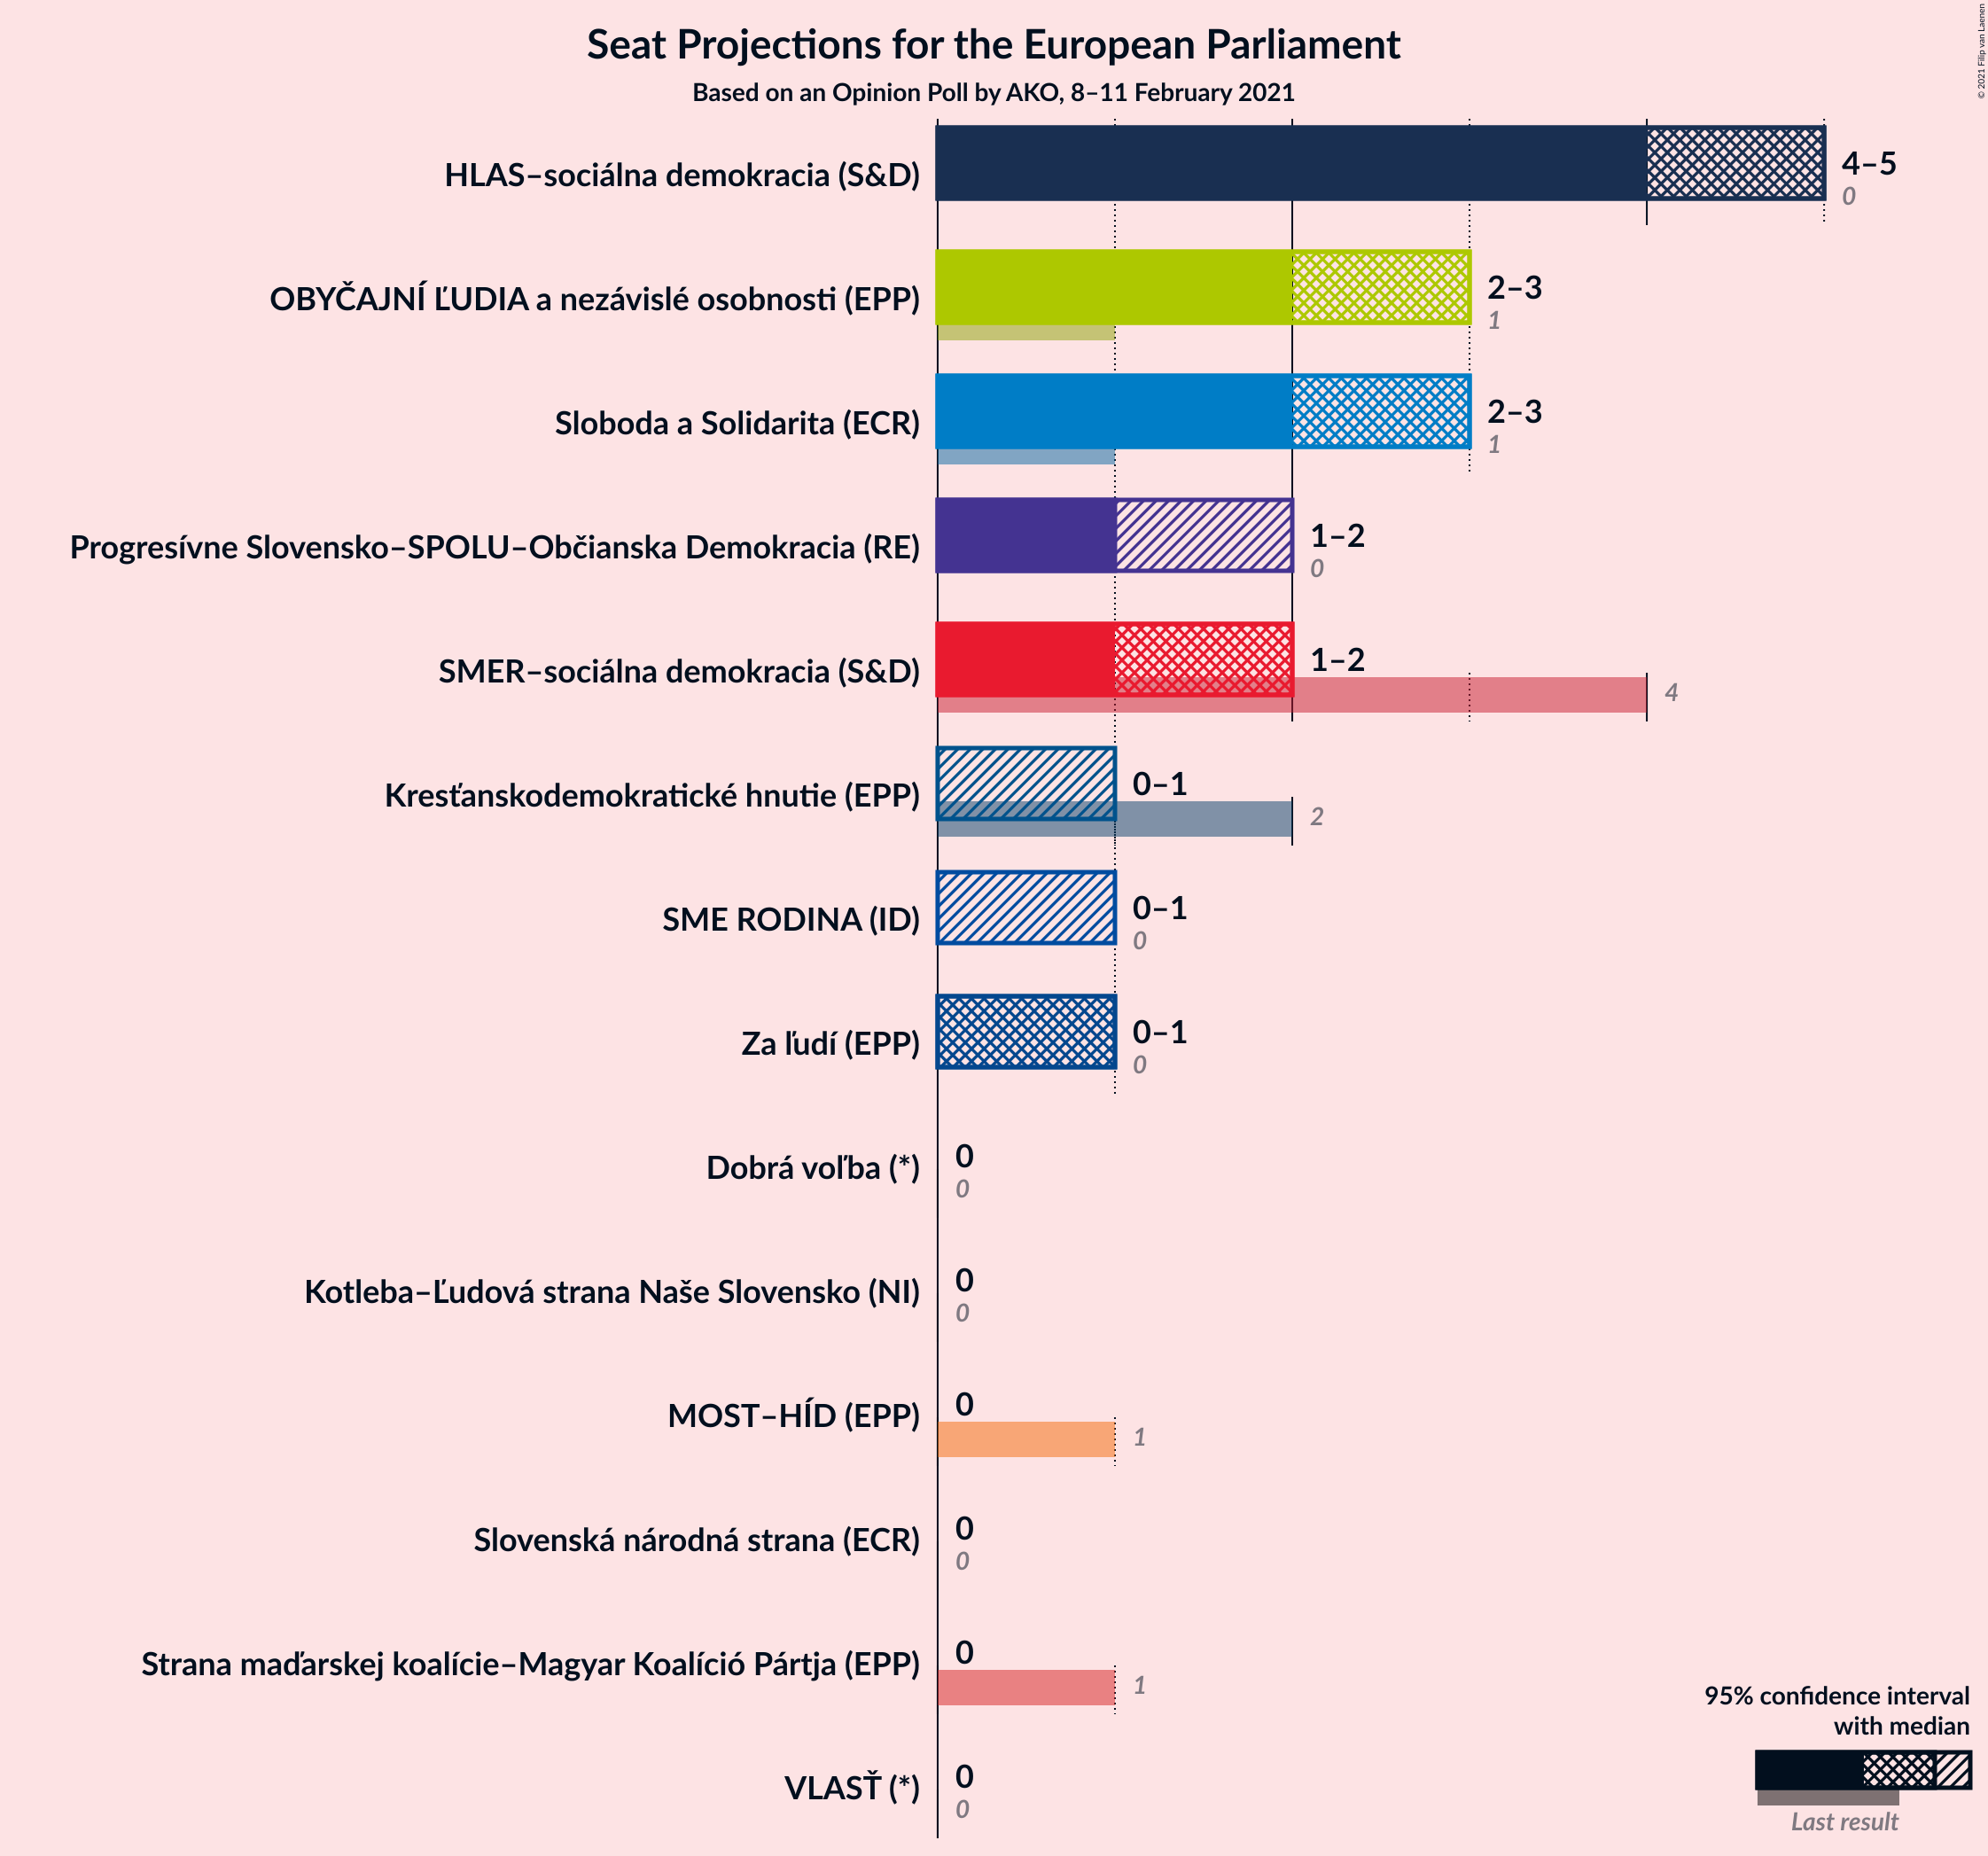 Seat Projections for the European Parliament
Based on an Opinion Poll by AKO, 8–11 February 2021
© 2021 Filip van Laenen
HLAS–sociálna demokracia (S&D)
4–5
0
OBYČAJNÍ ĽUDIA a nezávislé osobnosti (EPP)
2–3
1
Sloboda a Solidarita (ECR)
2–3
1
Progresívne Slovensko–SPOLU–Občianska Demokracia (RE)
1–2
0
SMER–sociálna demokracia (S&D)
1–2
4
Kresťanskodemokratické hnutie (EPP)
0–1
2
SME RODINA (ID)
0–1
0
Za ľudí (EPP)
0–1
0
Dobrá voľba (*)
0
0
Kotleba–Ľudová strana Naše Slovensko (NI)
0
0
MOST–HÍD (EPP)
0
1
Slovenská národná strana (ECR)
0
0
Strana maďarskej koalície–Magyar Koalíció Pártja (EPP)
0
1
VLASŤ (*)
0
0
95% confidence interval
with median
Last result